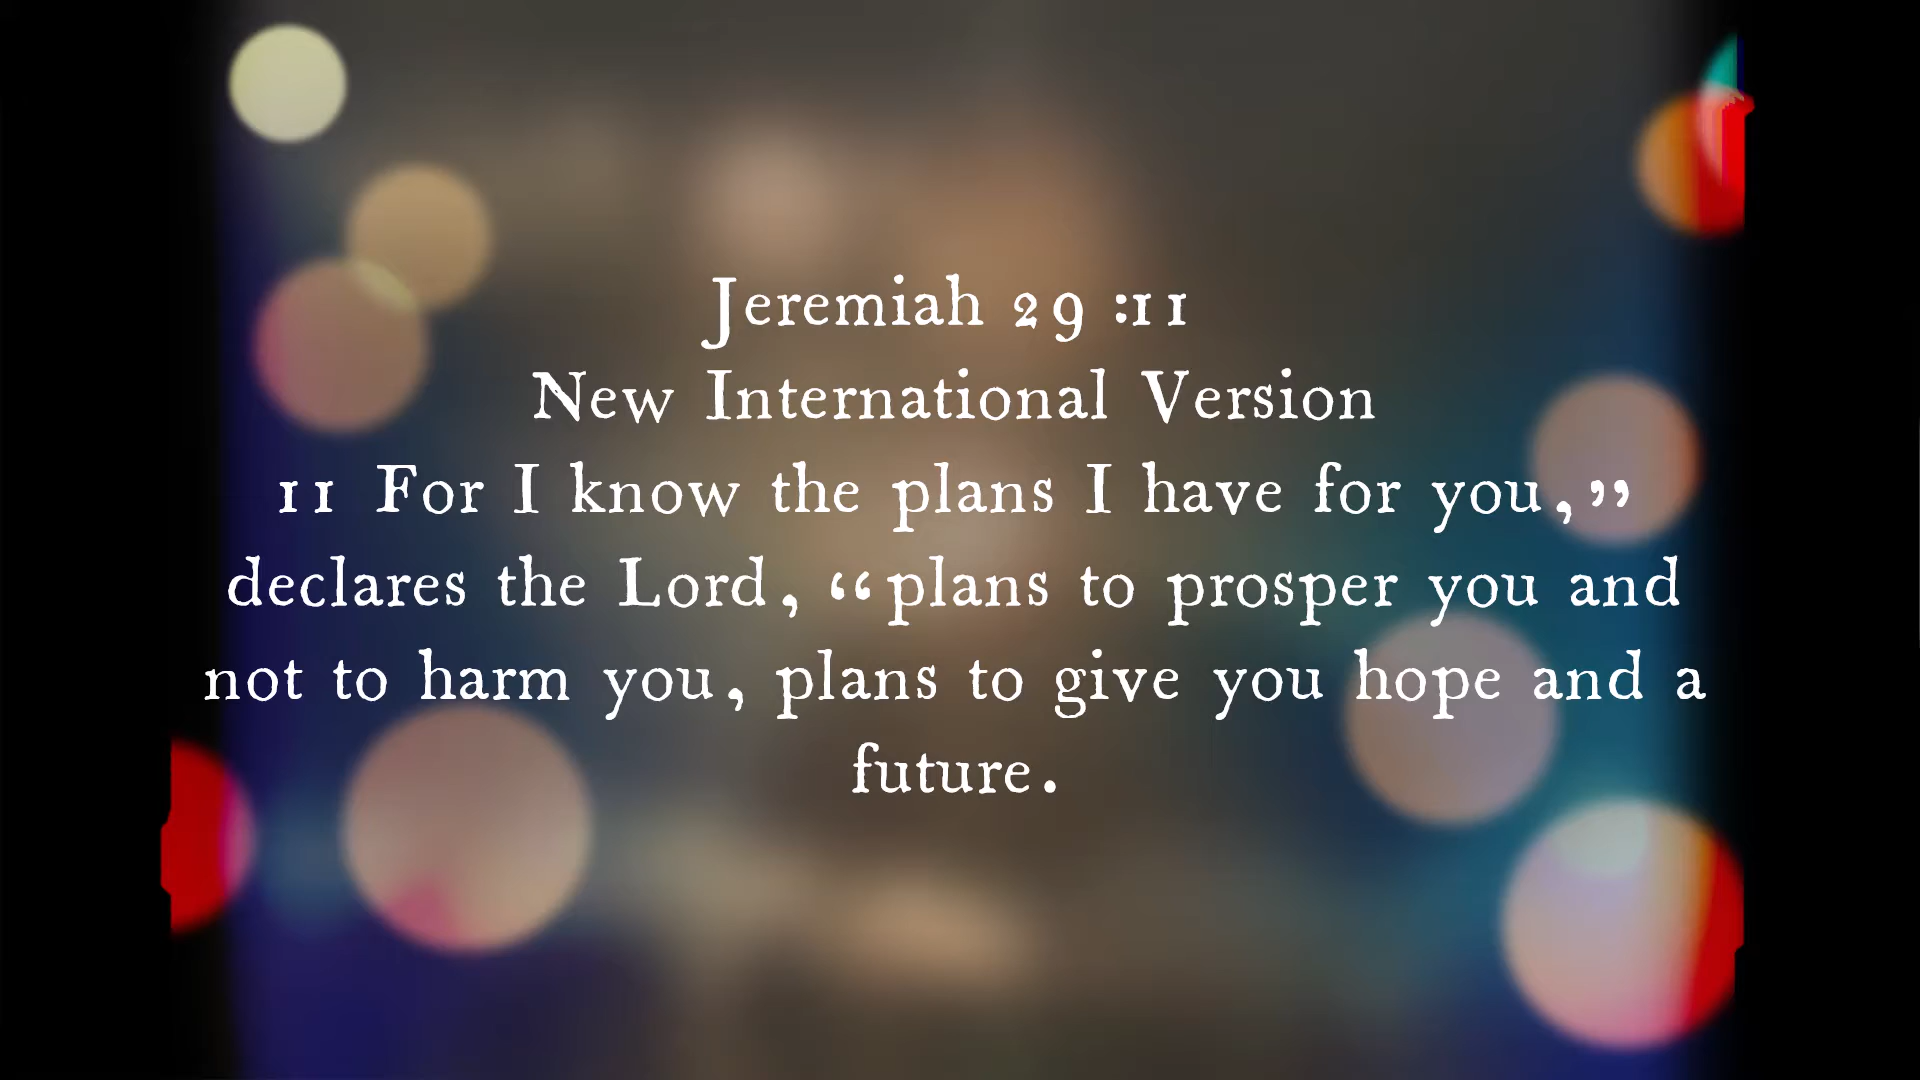 Jeremiah 29 :11
New International Version
11 For I know the plans I have for you,”
declares the Lord, “plans to prosper you and
not to harm you, plans to give you hope and a
future.